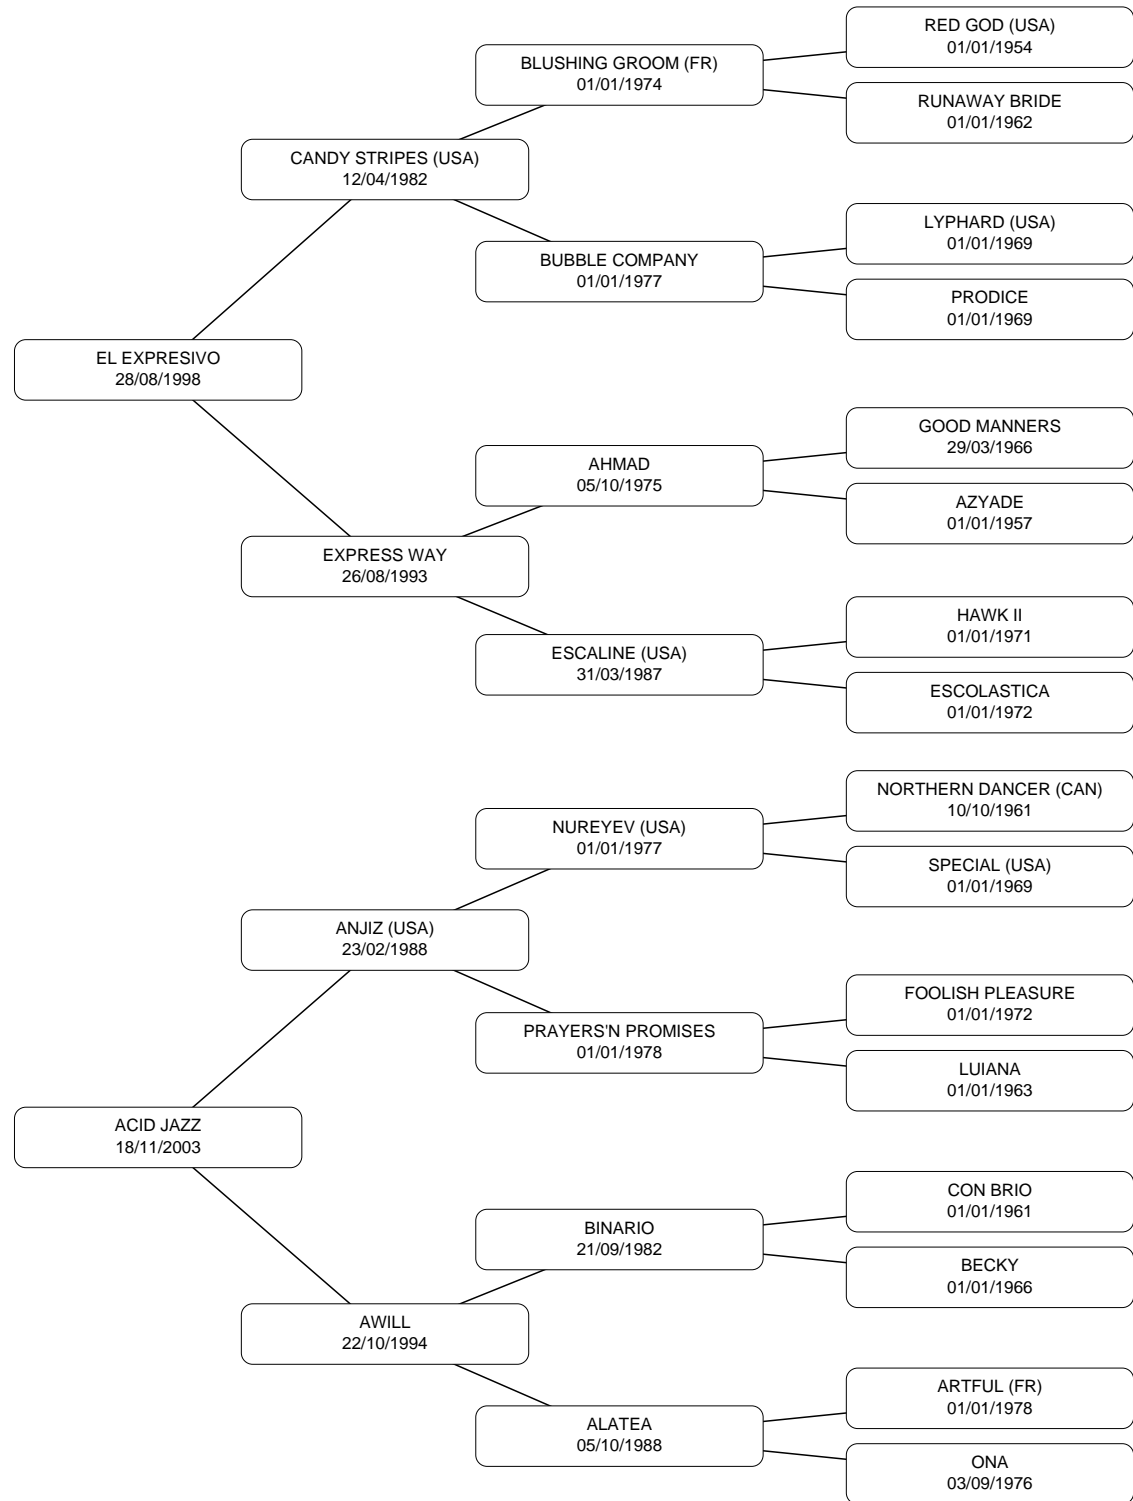 RED GOD (USA)
01/01/1954
BLUSHING GROOM (FR)
01/01/1974
RUNAWAY BRIDE
01/01/1962
CANDY STRIPES (USA)
12/04/1982
LYPHARD (USA)
01/01/1969
BUBBLE COMPANY
01/01/1977
PRODICE
01/01/1969
EL EXPRESIVO
28/08/1998
GOOD MANNERS
29/03/1966
AHMAD
05/10/1975
AZYADE
01/01/1957
EXPRESS WAY
26/08/1993
HAWK II
01/01/1971
ESCALINE (USA)
31/03/1987
ESCOLASTICA
01/01/1972
NORTHERN DANCER (CAN)
10/10/1961
NUREYEV (USA)
01/01/1977
SPECIAL (USA)
01/01/1969
ANJIZ (USA)
23/02/1988
FOOLISH PLEASURE
01/01/1972
PRAYERS'N PROMISES
01/01/1978
LUIANA
01/01/1963
ACID JAZZ
18/11/2003
CON BRIO
01/01/1961
BINARIO
21/09/1982
BECKY
01/01/1966
AWILL
22/10/1994
ARTFUL (FR)
01/01/1978
ALATEA
05/10/1988
ONA
03/09/1976